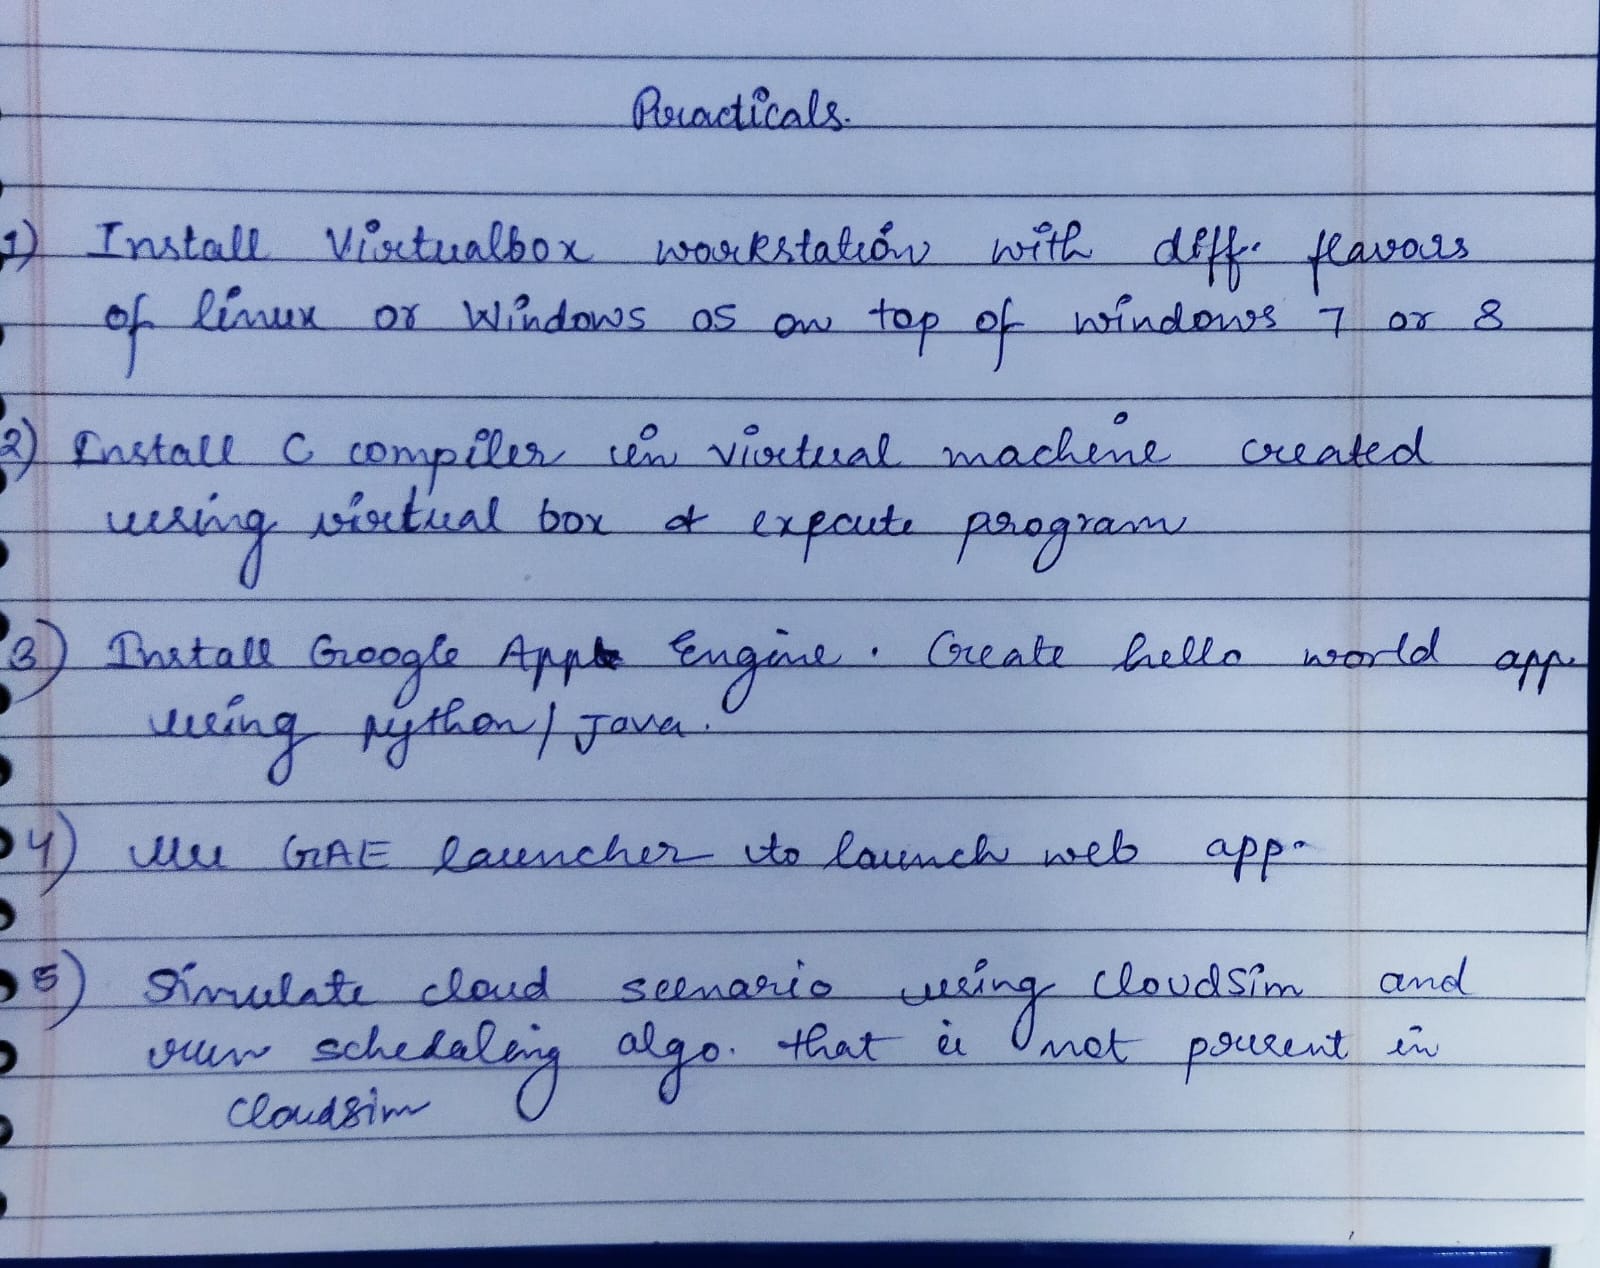 Practicals.
1) Install Virtualbox workstation with diff. flavours
of linux or Windows OS on top of windows 7 or 8
2) Install C compiler in virtual machine created
using virtual box & execute program
3) Install Google App Engine. Create hello world app
using python/Java.
4) Use GAE launcher to launch web app.
5) Simulate cloud scenario using CloudSim and
run schedaling algo. that is not present in
cloudsim